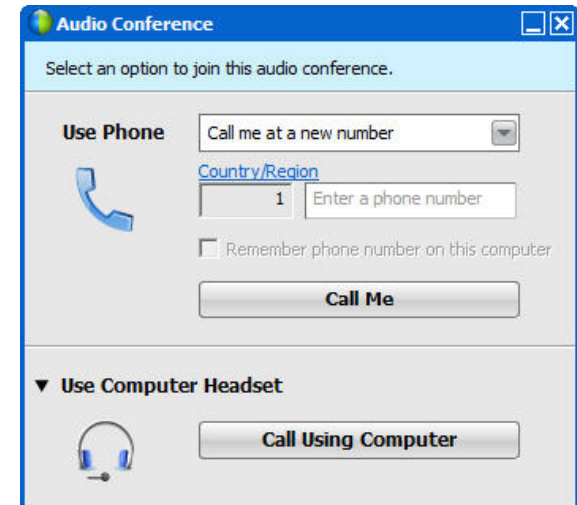 Audio Conference
Select an option to join this audio conference.
Use Phone
Call me at a new number
Country/Region
1
Enter a phone number
Remember phone number on this computer
Call Me
Use Computer Headset
Call Using Computer